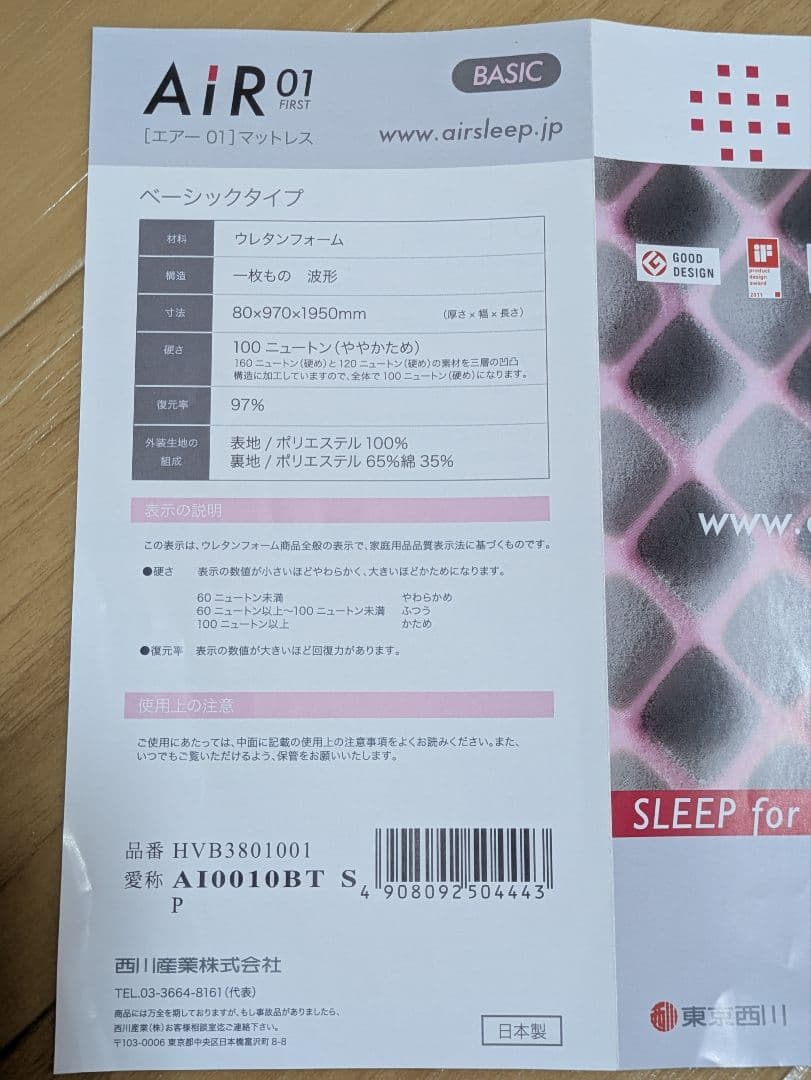 AiR 01
FIRST
BASIC
[エアー 01]マットレス
www.airsleep.jp
ベーシックタイプ
材料 ウレタンフォーム
構造 一枚もの 波形
寸法 80×970×1950mm (厚さ×幅×長さ)
硬さ 100 ニュートン(ややかため)
160 ニュートン(硬め)と120 ニュートン(硬め)の素材を三層の凹凸
構造に加工していますので、全体で100 ニュートン(硬め)になります。
復元率 97%
外装生地の
組成
表地 / ポリエステル 100%
裏地 / ポリエステル 65%綿 35%
表示の説明
この表示は、ウレタンフォーム商品全般の表示で、家庭用品品質表示法に基づくものです。
●硬さ 表示の数値が小さいほどやわらかく、大きいほどかためになります。
60 ニュートン未満 やわらかめ
60 ニュートン以上〜100 ニュートン未満 ふつう
100 ニュートン以上 かため
●復元率 表示の数値が大きいほど回復力があります。
使用上の注意
ご使用にあたっては、中面に記載の使用上の注意事項をよくお読みください。また、
いつでもご覧いただけるよう、保管をお願いいたします。
品番 HVB3801001
愛称 AI0010BT S
P
4 908092 504443
西川産業株式会社
TEL.03-3664-8161(代表)
商品には万全を期しておりますが、もし事故品がありましたら、
西川産業(株)お客様相談室迄ご連絡下さい。
〒103-0006 東京都中央区日本橋富沢町 8-8
日本製
GOOD
DESIGN
iF
product
design
award
2011
www.
SLEEP for
西川 東京西川